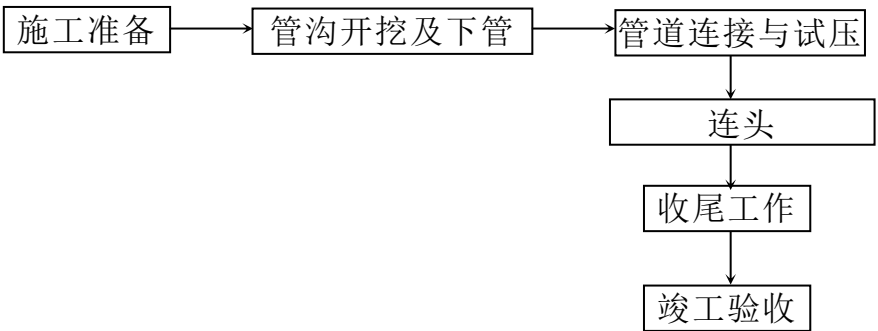 施工准备
管沟开挖及下管
管道连接与试压
连头
收尾工作
竣工验收